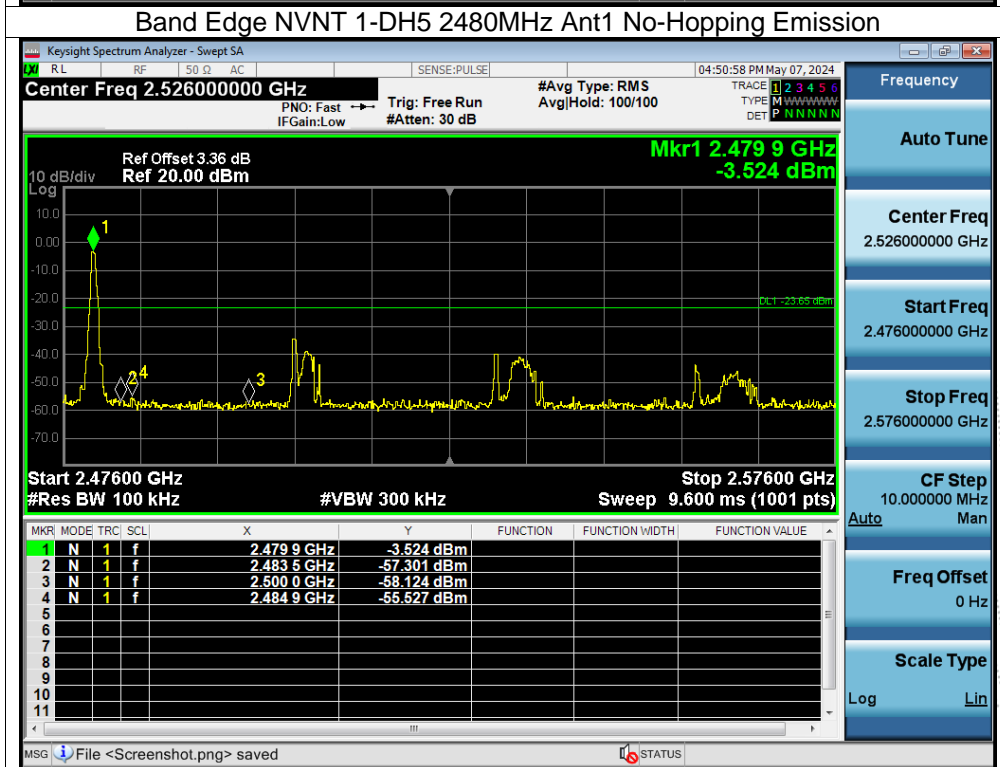 Band Edge NVNT 1-DH5 2480MHz Ant1 No-Hopping Emission
Keysight Spectrum Analyzer - Swept SA
LXI RL RF 50 Ω AC SENSE:PULSE 04:50:58 PM May 07, 2024
Center Freq 2.526000000 GHz #Avg Type: RMS TRACE 1 2 3 4 5 6
PNO: Fast Trig: Free Run Avg|Hold: 100/100 TYPE M WWWWW
IFGain:Low #Atten: 30 dB DET P N N N N N
Frequency
Ref Offset 3.36 dB Mkr1 2.479 9 GHz
10 dB/div Ref 20.00 dBm -3.524 dBm
Log
10.0
0.00
-10.0
-20.0
-30.0
-40.0
-50.0
-60.0
-70.0
1
DL1 -23.65 dBm
2 4
3
Start 2.47600 GHz Stop 2.57600 GHz
#Res BW 100 kHz #VBW 300 kHz Sweep 9.600 ms (1001 pts)
MKR MODE TRC SCL X Y FUNCTION FUNCTION WIDTH FUNCTION VALUE
1 N 1 f 2.479 9 GHz -3.524 dBm
2 N 1 f 2.483 5 GHz -57.301 dBm
3 N 1 f 2.500 0 GHz -58.124 dBm
4 N 1 f 2.484 9 GHz -55.527 dBm
5
6
7
8
9
10
11
Auto Tune
Center Freq
2.526000000 GHz
Start Freq
2.476000000 GHz
Stop Freq
2.576000000 GHz
CF Step
10.000000 MHz
Auto Man
Freq Offset
0 Hz
Scale Type
Log Lin
MSG File <Screenshot.png> saved STATUS